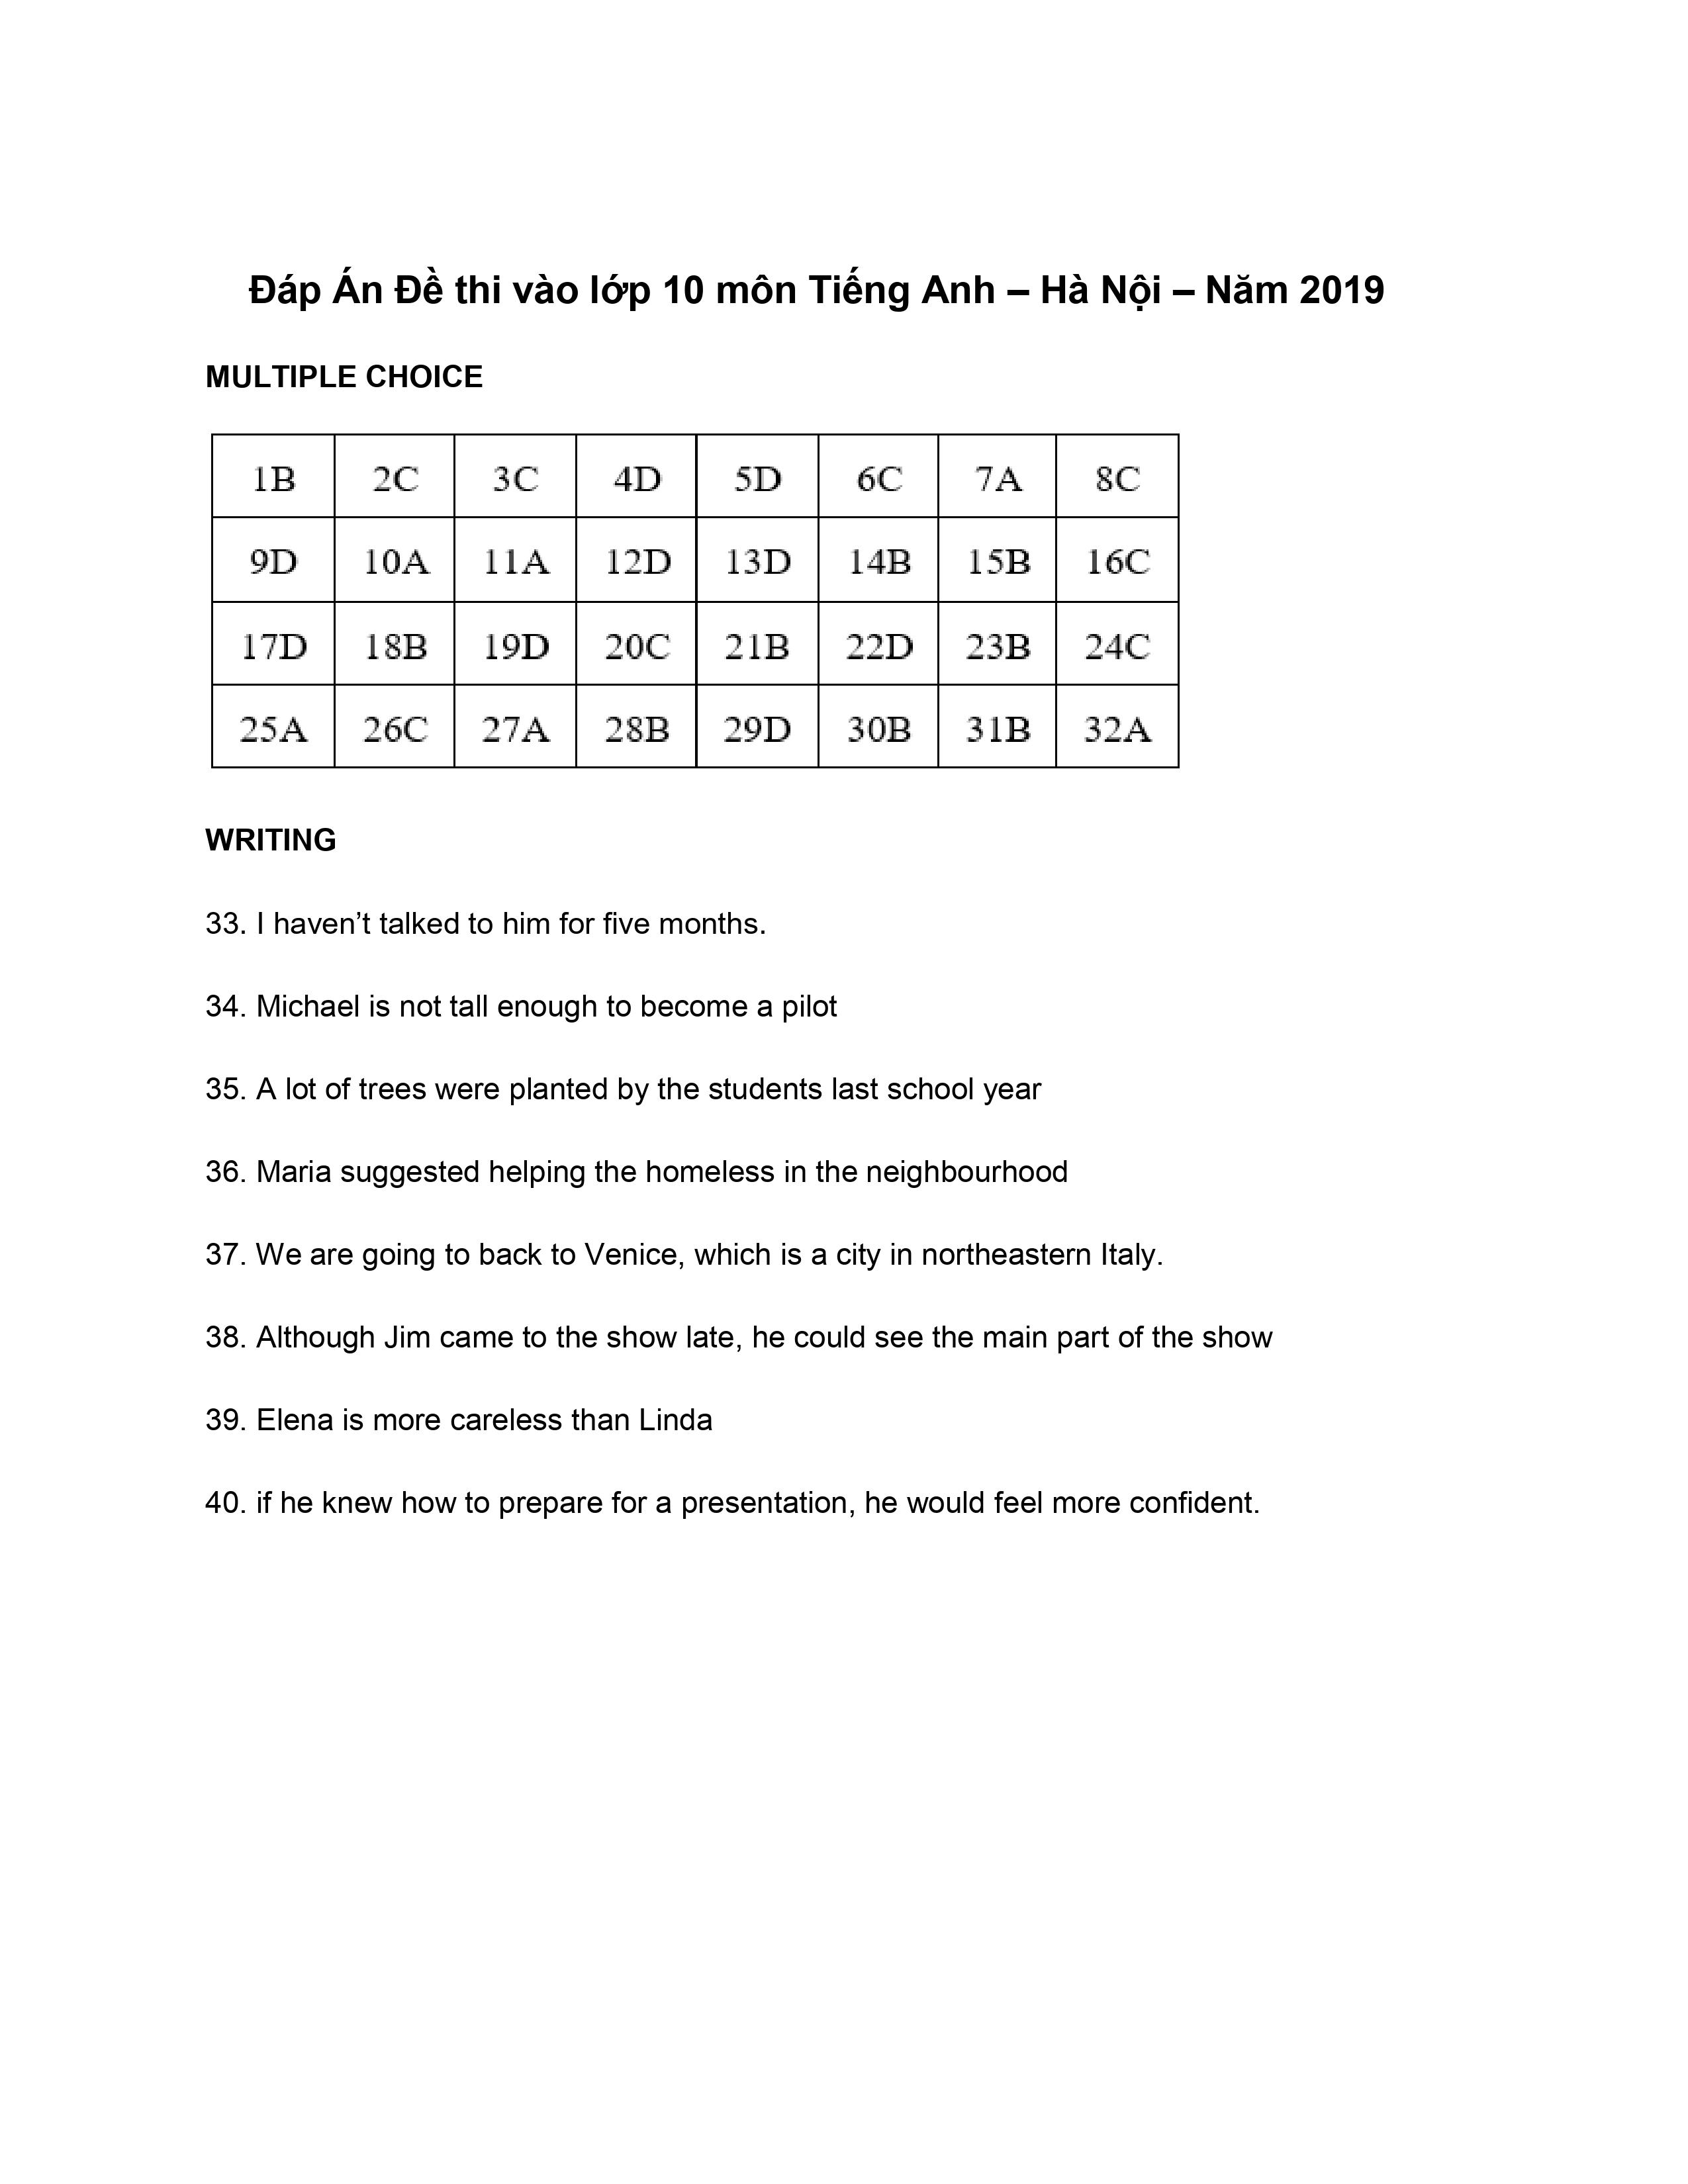 Đáp Án Đề thi vào lớp 10 môn Tiếng Anh – Hà Nội – Năm 2019
MULTIPLE CHOICE
1B 2C 3C 4D 5D 6C 7A 8C
9D 10A 11A 12D 13D 14B 15B 16C
17D 18B 19D 20C 21B 22D 23B 24C
25A 26C 27A 28B 29D 30B 31B 32A
WRITING
33. I haven’t talked to him for five months.
34. Michael is not tall enough to become a pilot
35. A lot of trees were planted by the students last school year
36. Maria suggested helping the homeless in the neighbourhood
37. We are going to back to Venice, which is a city in northeastern Italy.
38. Although Jim came to the show late, he could see the main part of the show
39. Elena is more careless than Linda
40. if he knew how to prepare for a presentation, he would feel more confident.